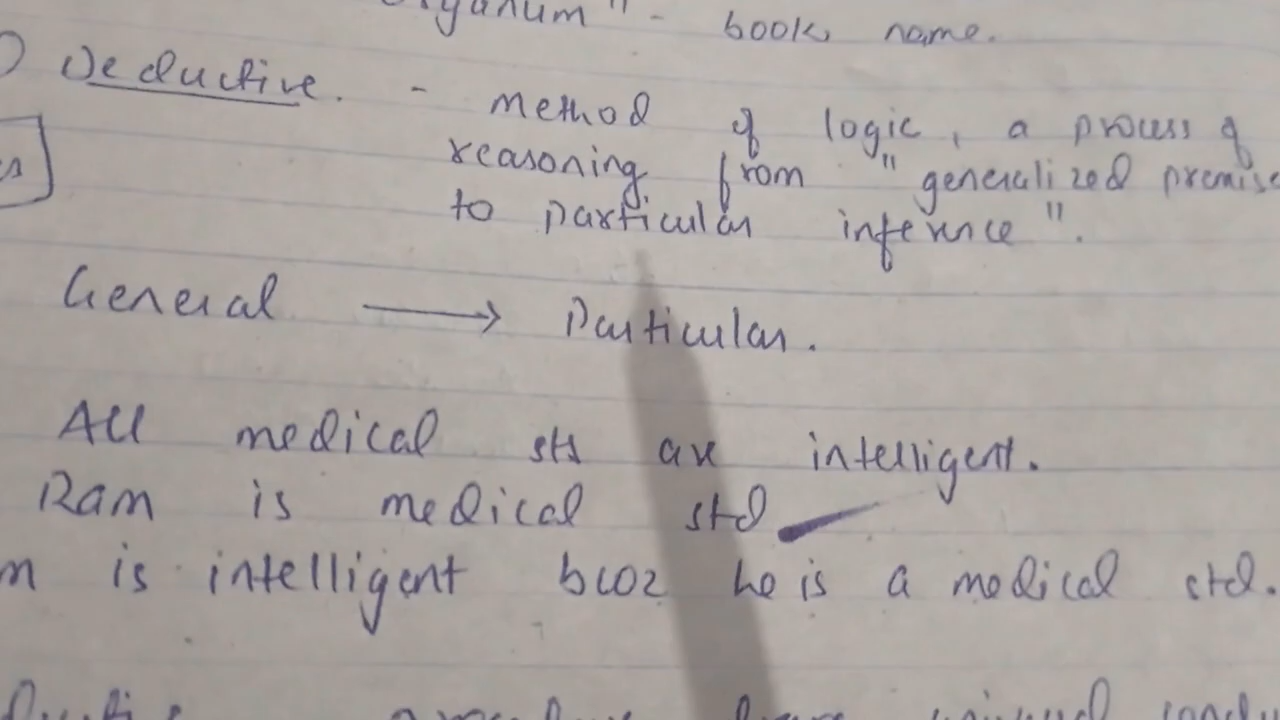 " - book name.
Deductive. - method of logic, a process of
reasoning from "generalized premise
to particular inference".
General → Particular.
All medical sts are intelligent.
Ram is medical std
is intelligent bcoz he is a medical std.